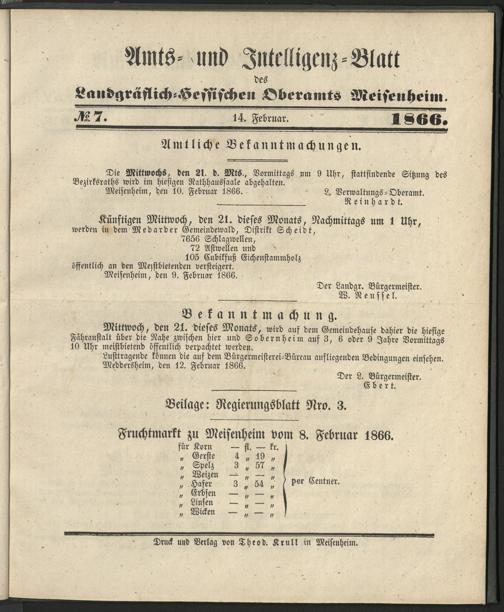 Amts- und Intelligenz-Blatt
des
Landgräflich-Hessischen Oberamts Meisenheim.
№ 7. 14. Februar. 1866.
Amtliche Bekanntmachungen.
Die Mittwochs, den 21. d. Mts., Vormittags um 9 Uhr, stattfindende Sitzung des
Bezirksraths wird im hiesigen Rathhaussaale abgehalten.
Meisenheim, den 10. Februar 1866. L. Verwaltungs-Oberamt.
Reinhardt.
Künftigen Mittwoch, den 21. dieses Monats, Nachmittags um 1 Uhr,
werden in dem Medarder Gemeindewald, Distrikt Scheidt,
7656 Schlagwellen,
72 Astwellen und
105 Cubikfuß Eichenstammholz
öffentlich an den Meistbietenden versteigert.
Meisenheim, den 9. Februar 1866.
Der Landgr. Bürgermeister.
W. Reussel.
Bekanntmachung.
Mittwoch, den 21. dieses Monats, wird auf dem Gemeindehause dahier die hiesige
Fähranstalt über die Nahe zwischen hier und Sobernheim auf 3, 6 oder 9 Jahre Vormittags
10 Uhr meistbietend öffentlich verpachtet werden.
Lusttragende können die auf dem Bürgermeisterei-Büreau aufliegenden Bedingungen einsehen.
Meddersheim, den 12. Februar 1866.
Der L. Bürgermeister.
Ebert.
Beilage: Regierungsblatt Nro. 3.
Fruchtmarkt zu Meisenheim vom 8. Februar 1866.
für Korn — fl. — kr.
„ Gerste 4 „ 19 „
„ Spelz 3 „ 57 „
„ Weizen — „ — „
„ Hafer 3 „ 54 „ per Centner.
„ Erbsen — „ — „
„ Linsen — „ — „
„ Wicken — „ — „
Druck und Verlag von Theod. Krull in Meisenheim.